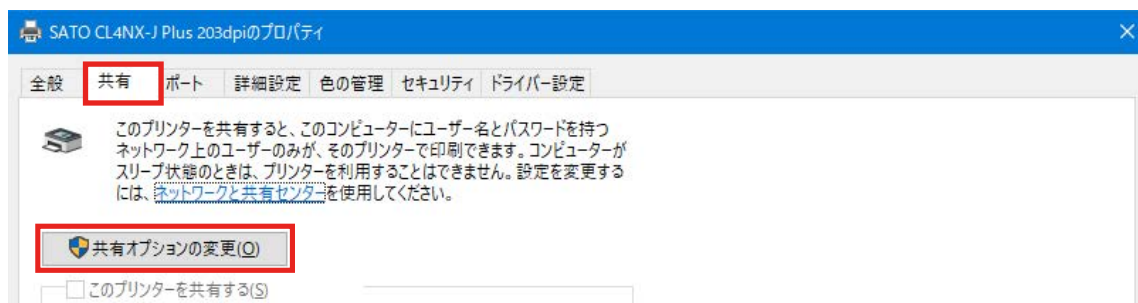 SATO CL4NX-J Plus 203dpiのプロパティ
全般 共有 ポート 詳細設定 色の管理 セキュリティ ドライバー設定
このプリンターを共有すると、このコンピューターにユーザー名とパスワードを持つ
ネットワーク上のユーザーのみが、そのプリンターで印刷できます。コンピューターが
スリープ状態のときは、プリンターを利用することはできません。設定を変更する
には、ネットワークと共有センターを使用してください。
共有オプションの変更(O)
このプリンターを共有する(S)